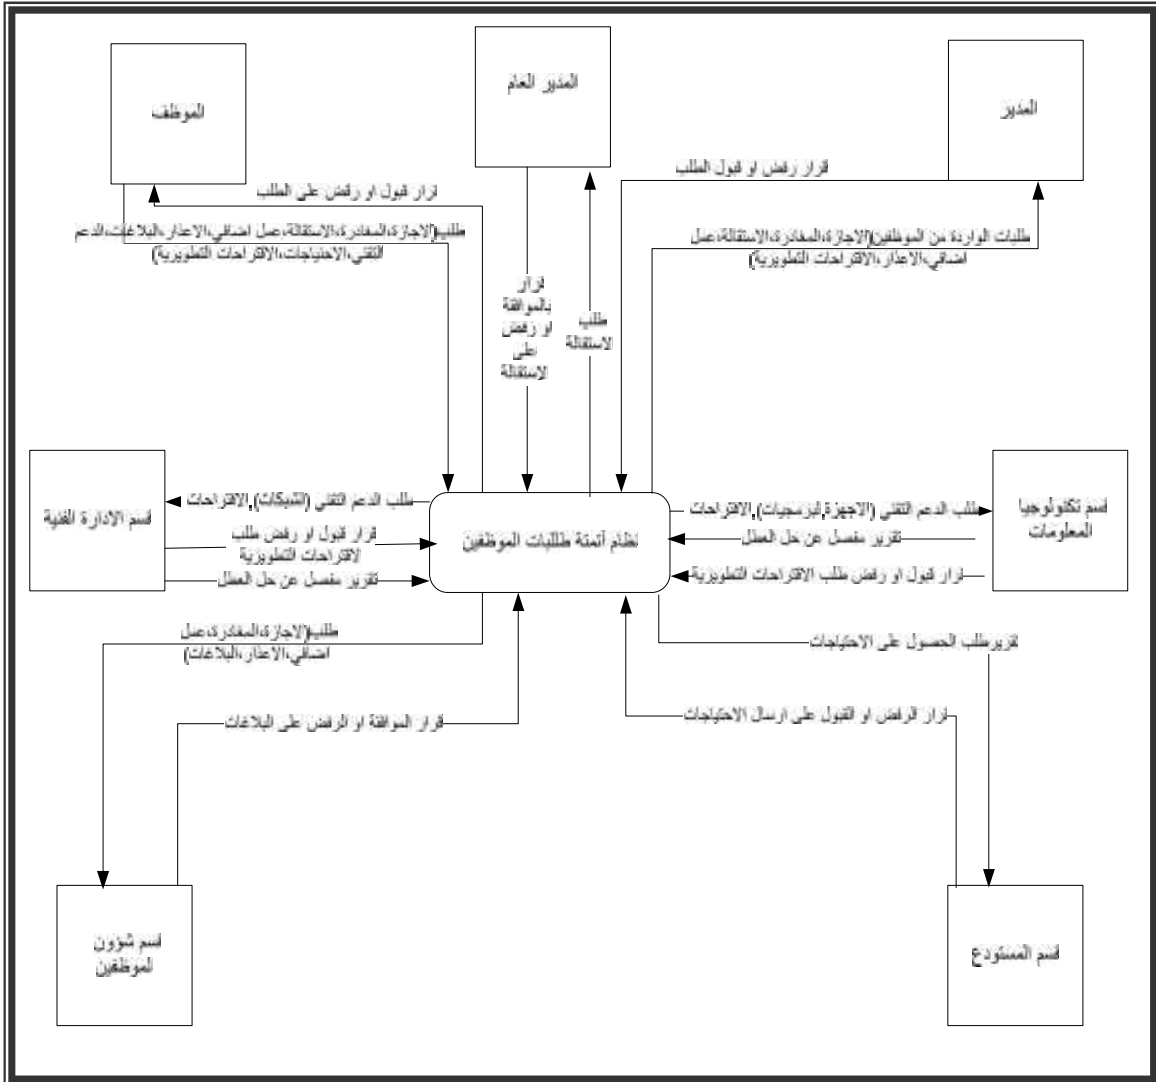 المدير
المدير العام
الموظف
قرار رفض او قبول الطلب
قرار قبول او رفض على الطلب
طلبات الواردة من الموظفين(الاجازة،المغادرة،الاستقالة،عمل
اضافي،الاعذار،الاقتراحات التطويرية)
طلب(الاجازة،المغادرة،الاستقالة،عمل اضافي،الاعذار،البلاغات،الدعم
التقني،الاحتياجات،الاقتراحات التطويرية)
طلب
الاستقالة
قرار
بالموافقة
او رفض
على
الاستقالة
قسم تكنولوجيا
المعلومات
طلب الدعم التقني (الاجهزة,البرمجيات),الاقتراحات
تقرير مفصل عن حل العطل
قرار قبول او رفض طلب الاقتراحات التطويرية
نظام أتمتة طلبات الموظفين
طلب الدعم التقني (الشبكات),الاقتراحات
قرار قبول او رفض طلب
الاقتراحات التطويرية
تقرير مفصل عن حل العطل
قسم الادارة الفنية
تقريرطلب الحصول على الاحتياجات
قرار الرفض او القبول على ارسال الاحتياجات
طلب(الاجازة،المغادرة،عمل
اضافي،الاعذار،البلاغات)
قرار الموافقة او الرفض على البلاغات
قسم المستودع
قسم شؤون
الموظفين